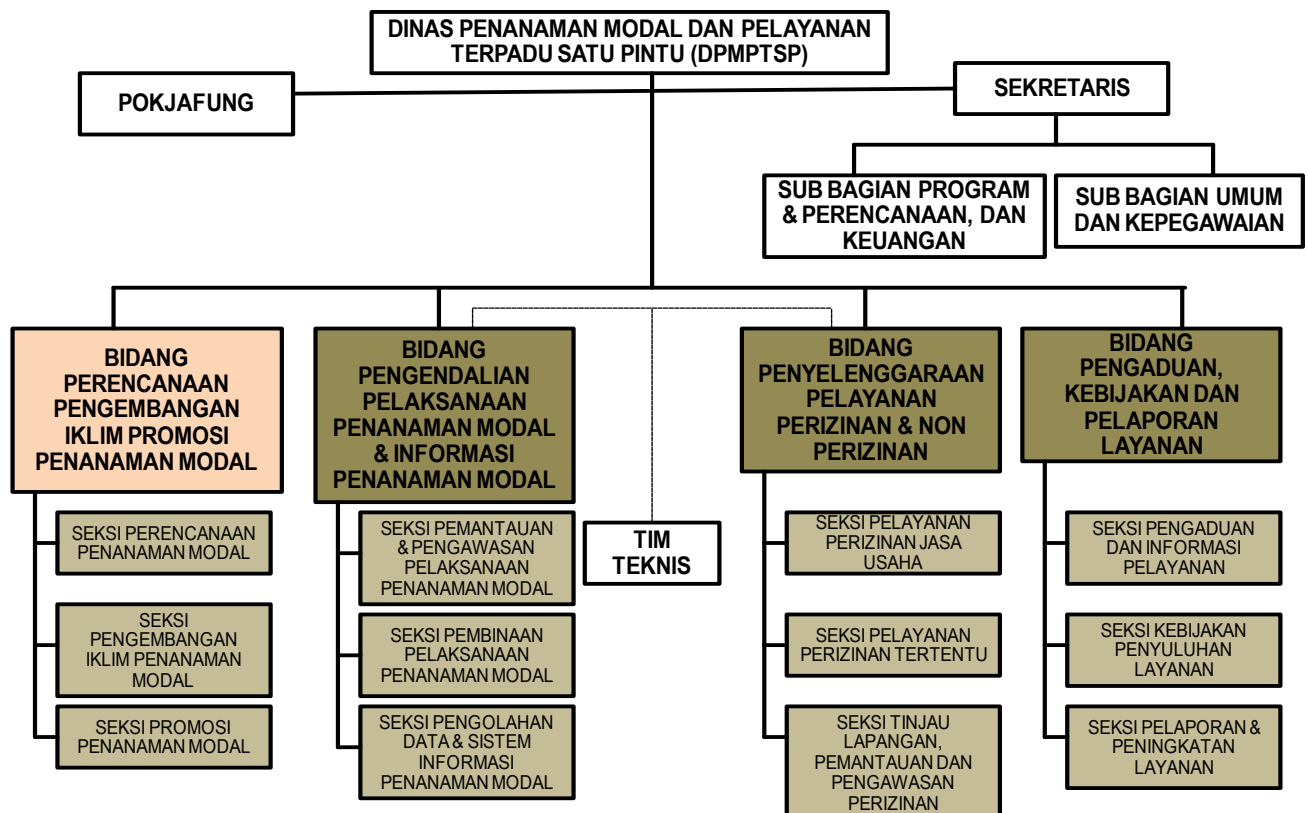 DINAS PENANAMAN MODAL DAN PELAYANAN
TERPADU SATU PINTU (DPMPTSP)
POKJAFUNG
SEKRETARIS
SUB BAGIAN PROGRAM
& PERENCANAAN, DAN
KEUANGAN
SUB BAGIAN UMUM
DAN KEPEGAWAIAN
BIDANG
PERENCANAAN
PENGEMBANGAN
IKLIM PROMOSI
PENANAMAN MODAL
SEKSI PERENCANAAN
PENANAMAN MODAL
SEKSI
PENGEMBANGAN
IKLIM PENANAMAN
MODAL
SEKSI PROMOSI
PENANAMAN MODAL
BIDANG
PENGENDALIAN
PELAKSANAAN
PENANAMAN MODAL
& INFORMASI
PENANAMAN MODAL
SEKSI PEMANTAUAN
& PENGAWASAN
PELAKSANAAN
PENANAMAN MODAL
SEKSI PEMBINAAN
PELAKSANAAN
PENANAMAN MODAL
SEKSI PENGOLAHAN
DATA & SISTEM
INFORMASI
PENANAMAN MODAL
TIM
TEKNIS
BIDANG
PENYELENGGARAAN
PELAYANAN
PERIZINAN & NON
PERIZINAN
SEKSI PELAYANAN
PERIZINAN JASA
USAHA
SEKSI PELAYANAN
PERIZINAN TERTENTU
SEKSI TINJAU
LAPANGAN,
PEMANTAUAN DAN
PENGAWASAN
PERIZINAN
BIDANG
PENGADUAN,
KEBIJAKAN DAN
PELAPORAN
LAYANAN
SEKSI PENGADUAN
DAN INFORMASI
PELAYANAN
SEKSI KEBIJAKAN
PENYULUHAN
LAYANAN
SEKSI PELAPORAN &
PENINGKATAN
LAYANAN